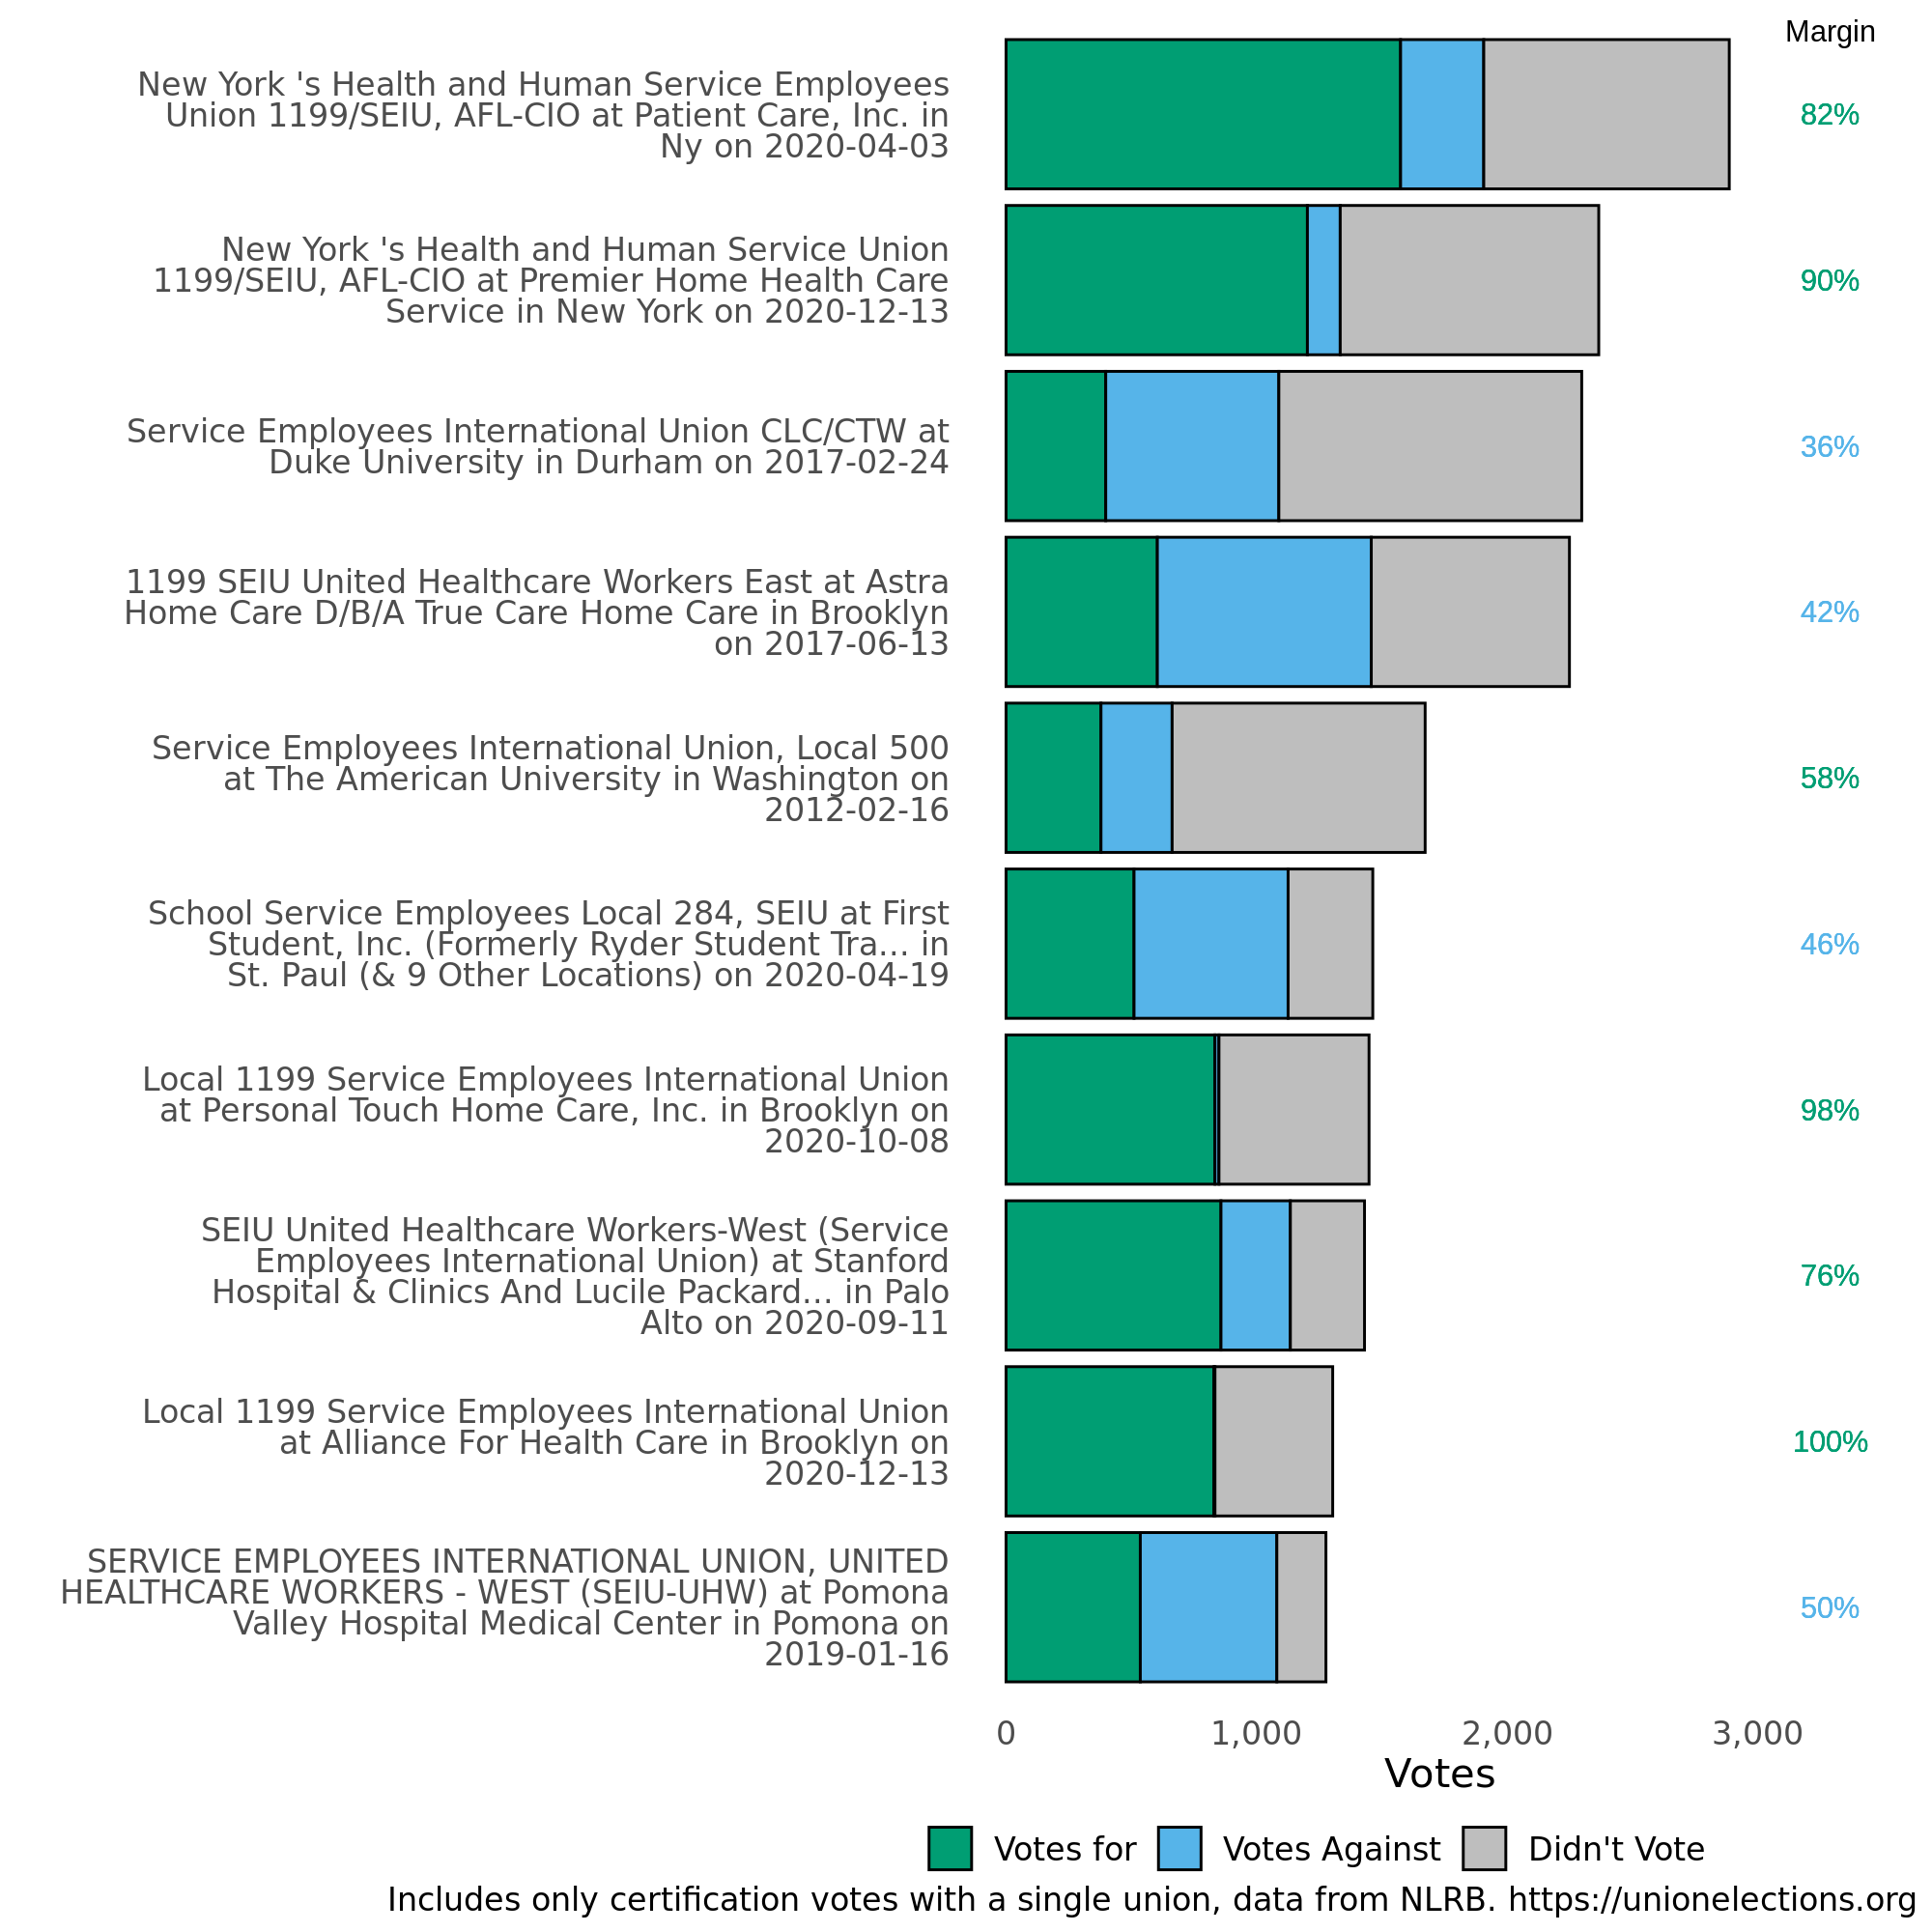 Margin
New York 's Health and Human Service Employees
Union 1199/SEIU, AFL-CIO at Patient Care, Inc. in
Ny on 2020-04-03
82%
New York 's Health and Human Service Union
1199/SEIU, AFL-CIO at Premier Home Health Care
Service in New York on 2020-12-13
90%
Service Employees International Union CLC/CTW at
Duke University in Durham on 2017-02-24
36%
1199 SEIU United Healthcare Workers East at Astra
Home Care D/B/A True Care Home Care in Brooklyn
on 2017-06-13
42%
Service Employees International Union, Local 500
at The American University in Washington on
2012-02-16
58%
School Service Employees Local 284, SEIU at First
Student, Inc. (Formerly Ryder Student Tra... in
St. Paul (& 9 Other Locations) on 2020-04-19
46%
Local 1199 Service Employees International Union
at Personal Touch Home Care, Inc. in Brooklyn on
2020-10-08
98%
SEIU United Healthcare Workers-West (Service
Employees International Union) at Stanford
Hospital & Clinics And Lucile Packard... in Palo
Alto on 2020-09-11
76%
Local 1199 Service Employees International Union
at Alliance For Health Care in Brooklyn on
2020-12-13
100%
SERVICE EMPLOYEES INTERNATIONAL UNION, UNITED
HEALTHCARE WORKERS - WEST (SEIU-UHW) at Pomona
Valley Hospital Medical Center in Pomona on
2019-01-16
50%
0 1,000 2,000 3,000
Votes
Votes for Votes Against Didn't Vote
Includes only certification votes with a single union, data from NLRB. https://unionelections.org